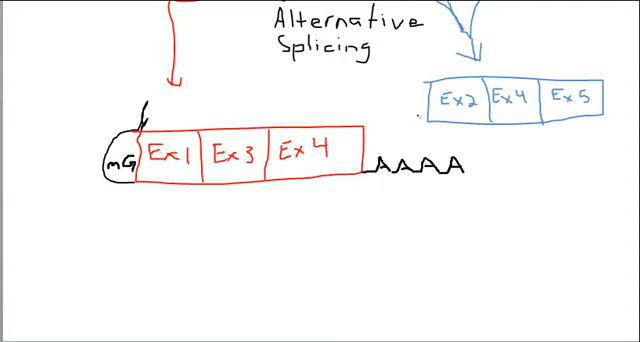 Alternative
Splicing
Ex2 Ex4 Ex5
mG Ex1 Ex3 Ex4 AAAA